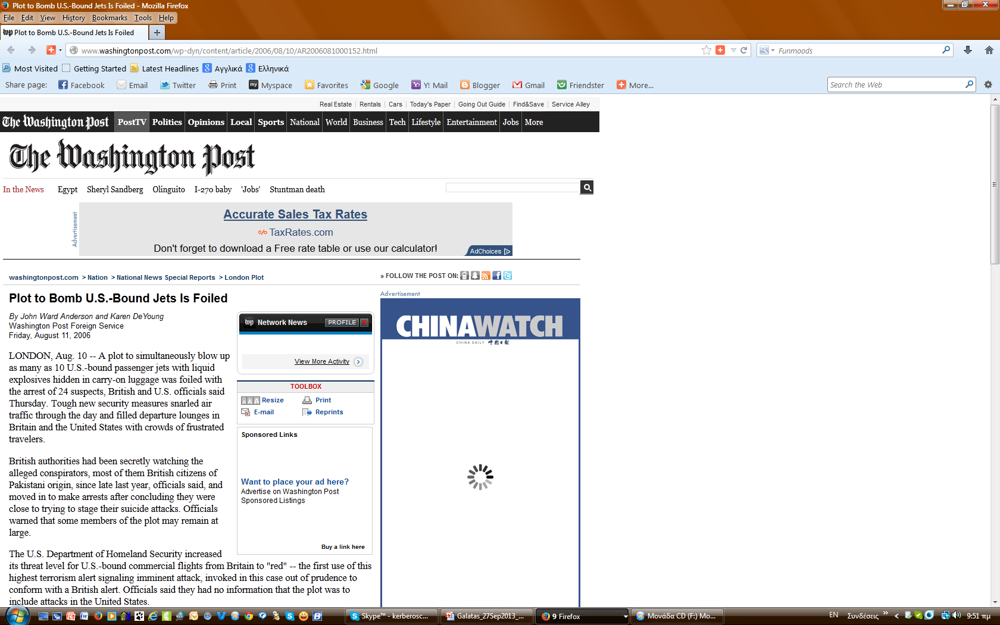 Plot to Bomb U.S.-Bound Jets Is Foiled - Mozilla Firefox
File Edit View History Bookmarks Tools Help
wp Plot to Bomb U.S.-Bound Jets Is Foiled
www.washingtonpost.com/wp-dyn/content/article/2006/08/10/AR2006081000152.html
Funmoods
Most Visited Getting Started Latest Headlines Αγγλικά Ελληνικά
Share page: Facebook Email Twitter Print Myspace Favorites Google Y! Mail Blogger Gmail Friendster More...
Search the Web
Real Estate | Rentals | Cars | Today's Paper | Going Out Guide | Find&Save | Service Alley
The Washington Post PostTV Politics Opinions Local Sports National World Business Tech Lifestyle Entertainment Jobs More
The Washington Post
In the News Egypt Sheryl Sandberg Olinguito I-270 baby 'Jobs' Stuntman death
Advertisement
Accurate Sales Tax Rates
TaxRates.com
Don't forget to download a Free rate table or use our calculator!
AdChoices
washingtonpost.com > Nation > National News Special Reports > London Plot
» FOLLOW THE POST ON:
Plot to Bomb U.S.-Bound Jets Is Foiled
By John Ward Anderson and Karen DeYoung
Washington Post Foreign Service
Friday, August 11, 2006
LONDON, Aug. 10 -- A plot to simultaneously blow up
as many as 10 U.S.-bound passenger jets with liquid
explosives hidden in carry-on luggage was foiled with
the arrest of 24 suspects, British and U.S. officials said
Thursday. Tough new security measures snarled air
traffic through the day and filled departure lounges in
Britain and the United States with crowds of frustrated
travelers.
British authorities had been secretly watching the
alleged conspirators, most of them British citizens of
Pakistani origin, since late last year, officials said, and
moved in to make arrests after concluding they were
close to trying to stage their suicide attacks. Officials
warned that some members of the plot may remain at
large.
The U.S. Department of Homeland Security increased
its threat level for U.S.-bound commercial flights from Britain to "red" -- the first use of this
highest terrorism alert signaling imminent attack, invoked in this case out of prudence to
conform with a British alert. Officials said they had no information that the plot was to
include attacks in the United States.
wp Network News PROFILE X
View More Activity
TOOLBOX
AAA Resize Print
E-mail Reprints
Sponsored Links
Want to place your ad here?
Advertise on Washington Post
Sponsored Listings
Buy a link here
Advertisement
CHINAWATCH
CHINA DAILY 中国日报
Skype™ - kerberosc...
Galatas_27Sep2013_...
9 Firefox
Μονάδα CD (F:) Mo...
EN Συνδέσεις » 9:51 πμ